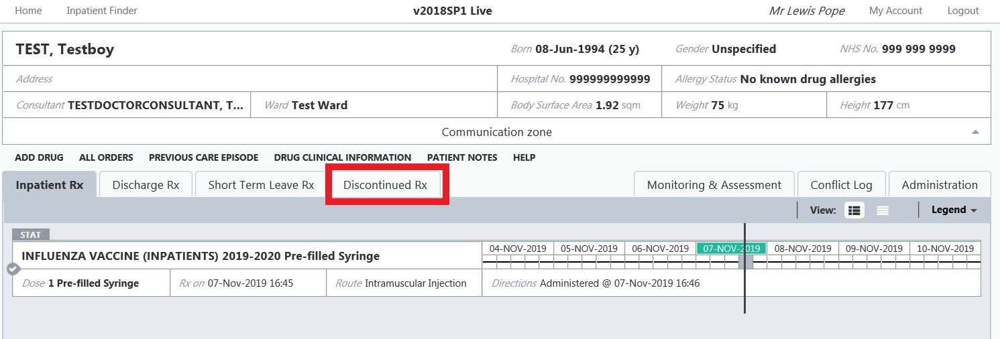 Home Inpatient Finder v2018SP1 Live Mr Lewis Pope My Account Logout
TEST, Testboy Born 08-Jun-1994 (25 y) Gender Unspecified NHS No. 999 999 9999
Address Hospital No. 999999999999 Allergy Status No known drug allergies
Consultant TESTDOCTORCONSULTANT, T... Ward Test Ward Body Surface Area 1.92 sqm Weight 75 kg Height 177 cm
Communication zone
ADD DRUG ALL ORDERS PREVIOUS CARE EPISODE DRUG CLINICAL INFORMATION PATIENT NOTES HELP
Inpatient Rx Discharge Rx Short Term Leave Rx Discontinued Rx Monitoring & Assessment Conflict Log Administration
View: Legend
STAT
INFLUENZA VACCINE (INPATIENTS) 2019-2020 Pre-filled Syringe 04-NOV-2019 05-NOV-2019 06-NOV-2019 07-NOV-2019 08-NOV-2019 09-NOV-2019 10-NOV-2019
Dose 1 Pre-filled Syringe Rx on 07-Nov-2019 16:45 Route Intramuscular Injection Directions Administered @ 07-Nov-2019 16:46